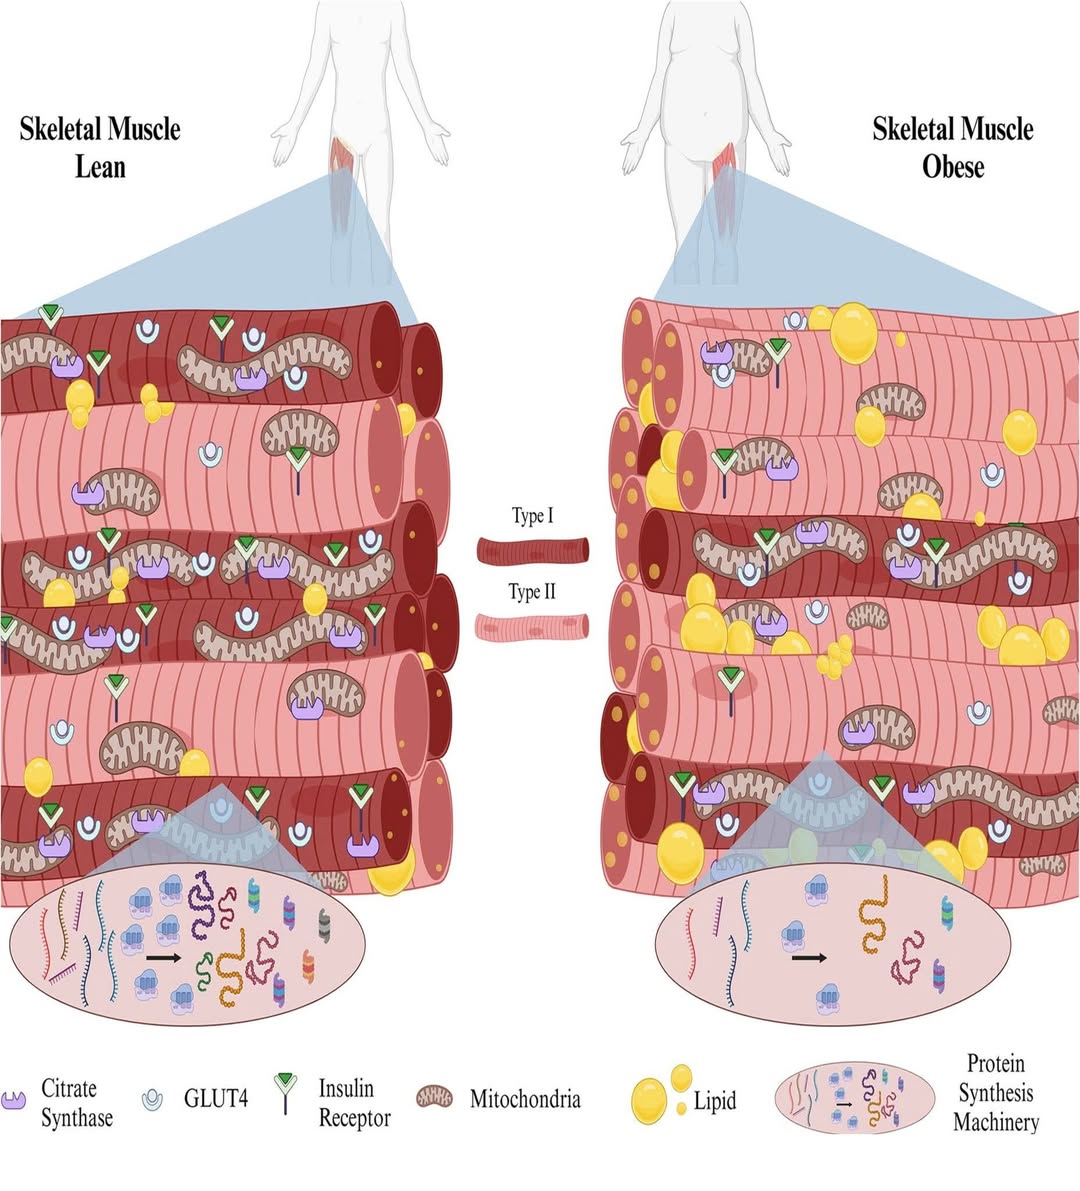 Skeletal Muscle
Lean
Skeletal Muscle
Obese
Type I
Type II
Citrate
Synthase
GLUT4
Insulin
Receptor
Mitochondria
Lipid
Protein
Synthesis
Machinery